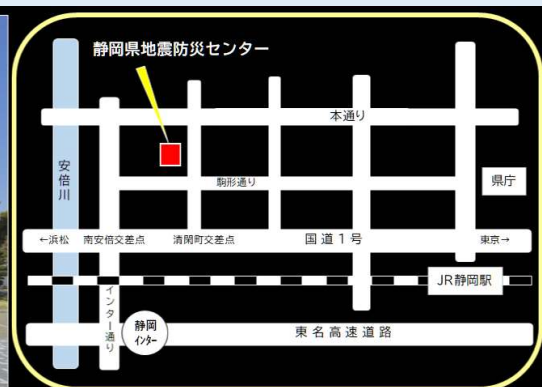 静岡県地震防災センター
本通り
安倍川
駒形通り
県庁
←浜松
南安倍交差点
清閑町交差点
国道1号
東京→
JR静岡駅
インター通り
静岡
インター
東名高速道路